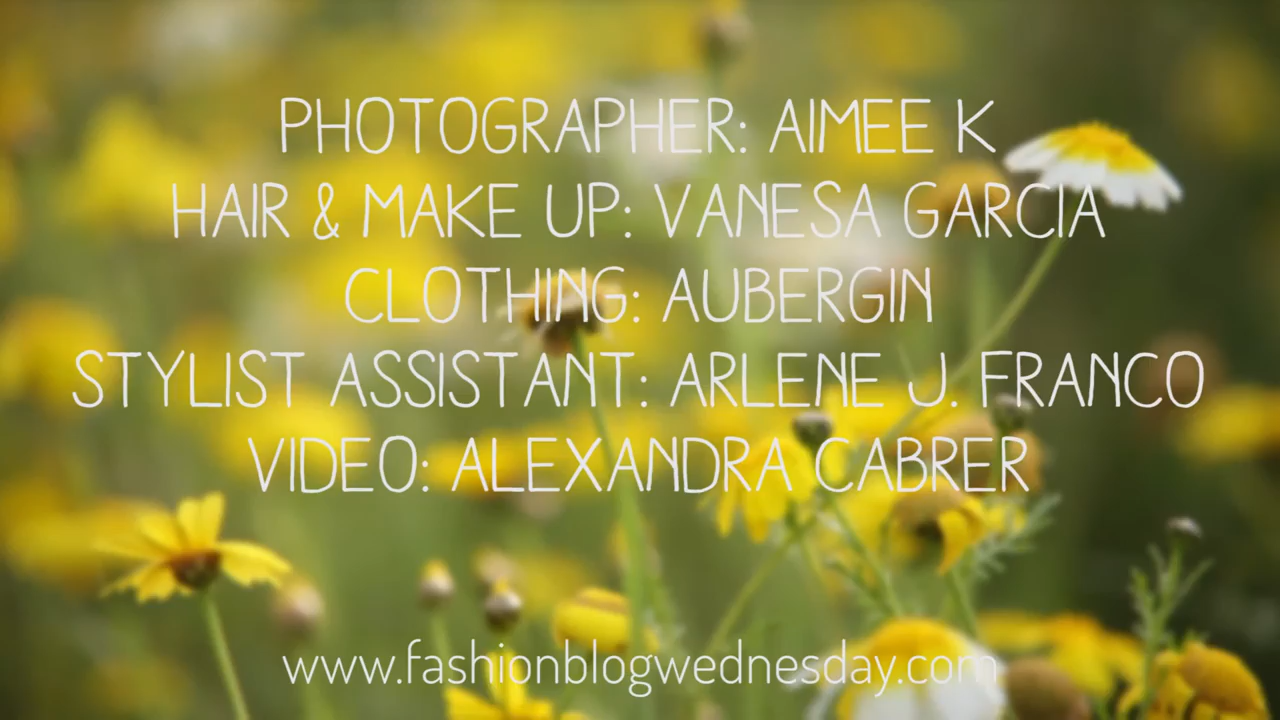 PHOTOGRAPHER: AIMEE K
HAIR & MAKE UP: VANESA GARCIA
CLOTHING: AUBERGIN
STYLIST ASSISTANT: ARLENE J. FRANCO
VIDEO: ALEXANDRA CABRER
www.fashionblogwednesday.com